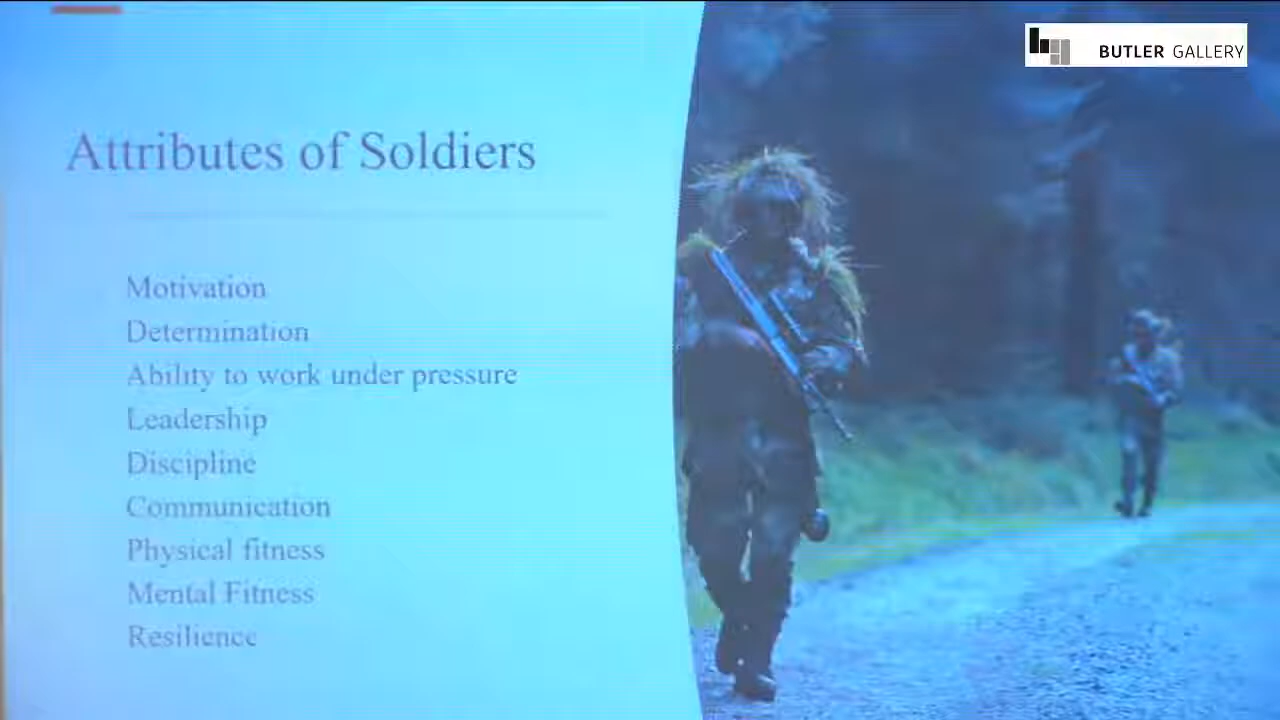 BUTLER GALLERY
Attributes of Soldiers
Motivation
Determination
Ability to work under pressure
Leadership
Discipline
Communication
Physical fitness
Mental Fitness
Resilience